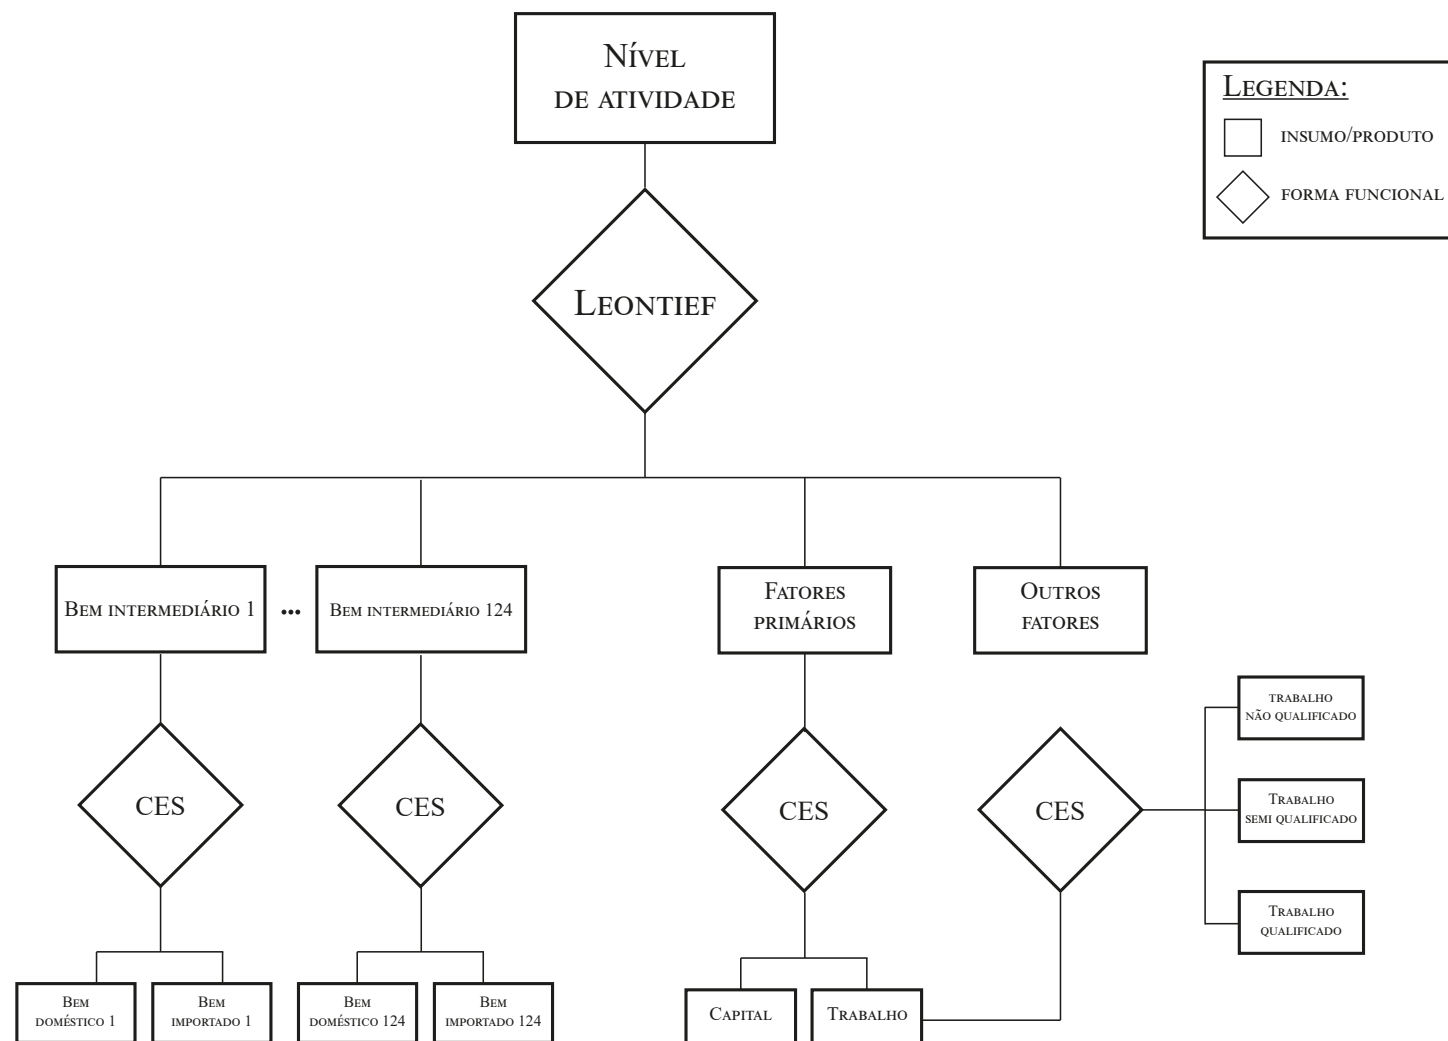 Nível
de atividade
Legenda:
insumo/produto
forma funcional
Leontief
Bem intermediário 1
...
Bem intermediário 124
Fatores
primários
Outros
fatores
CES
CES
CES
CES
trabalho
não qualificado
Trabalho
semi qualificado
Trabalho
qualificado
Bem
doméstico 1
Bem
importado 1
Bem
doméstico 124
Bem
importado 124
Capital
Trabalho